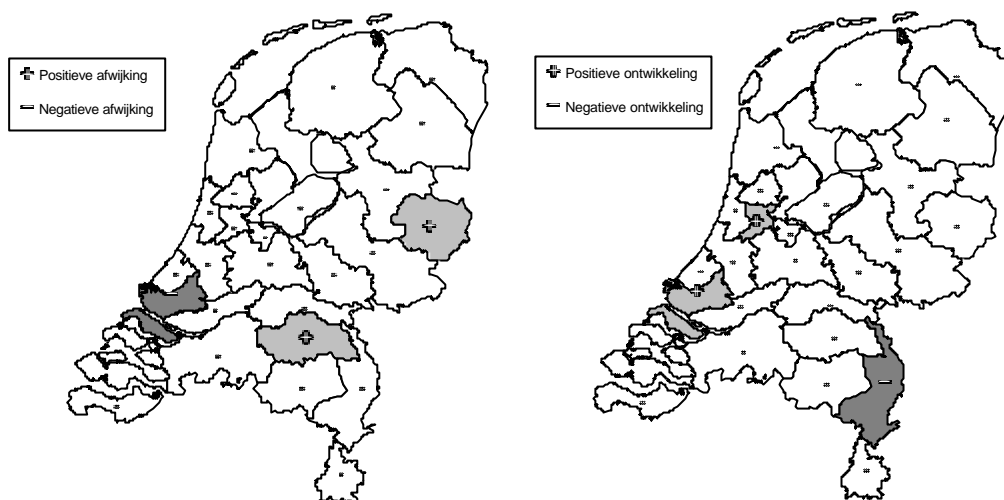 Positieve afwijking
Negatieve afwijking
Positieve ontwikkeling
Negatieve ontwikkeling